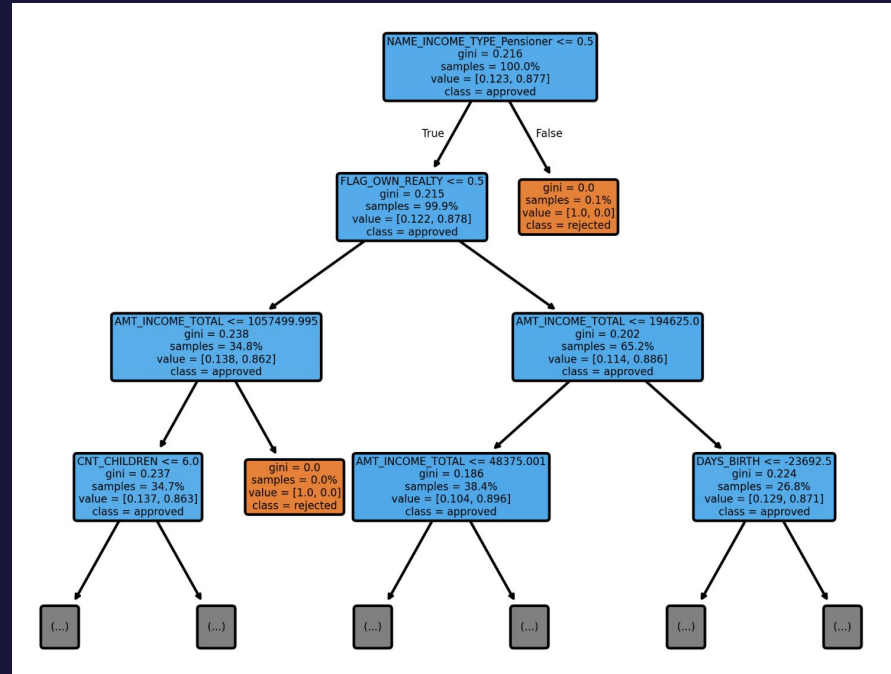 NAME_INCOME_TYPE_Pensioner <= 0.5
gini = 0.216
samples = 100.0%
value = [0.123, 0.877]
class = approved
True
False
FLAG_OWN_REALTY <= 0.5
gini = 0.215
samples = 99.9%
value = [0.122, 0.878]
class = approved
gini = 0.0
samples = 0.1%
value = [1.0, 0.0]
class = rejected
AMT_INCOME_TOTAL <= 1057499.995
gini = 0.238
samples = 34.8%
value = [0.138, 0.862]
class = approved
AMT_INCOME_TOTAL <= 194625.0
gini = 0.202
samples = 65.2%
value = [0.114, 0.886]
class = approved
CNT_CHILDREN <= 6.0
gini = 0.237
samples = 34.7%
value = [0.137, 0.863]
class = approved
gini = 0.0
samples = 0.0%
value = [1.0, 0.0]
class = rejected
AMT_INCOME_TOTAL <= 48375.001
gini = 0.186
samples = 38.4%
value = [0.104, 0.896]
class = approved
DAYS_BIRTH <= -23692.5
gini = 0.224
samples = 26.8%
value = [0.129, 0.871]
class = approved
(...)
(...)
(...)
(...)
(...)
(...)